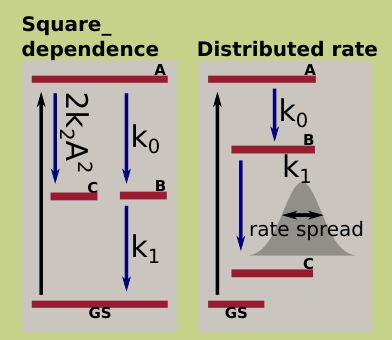 Square_
dependence
A
2k₂A²
k₀
C
B
k₁
GS
Distributed rate
A
k₀
B
k₁
rate spread
C
GS